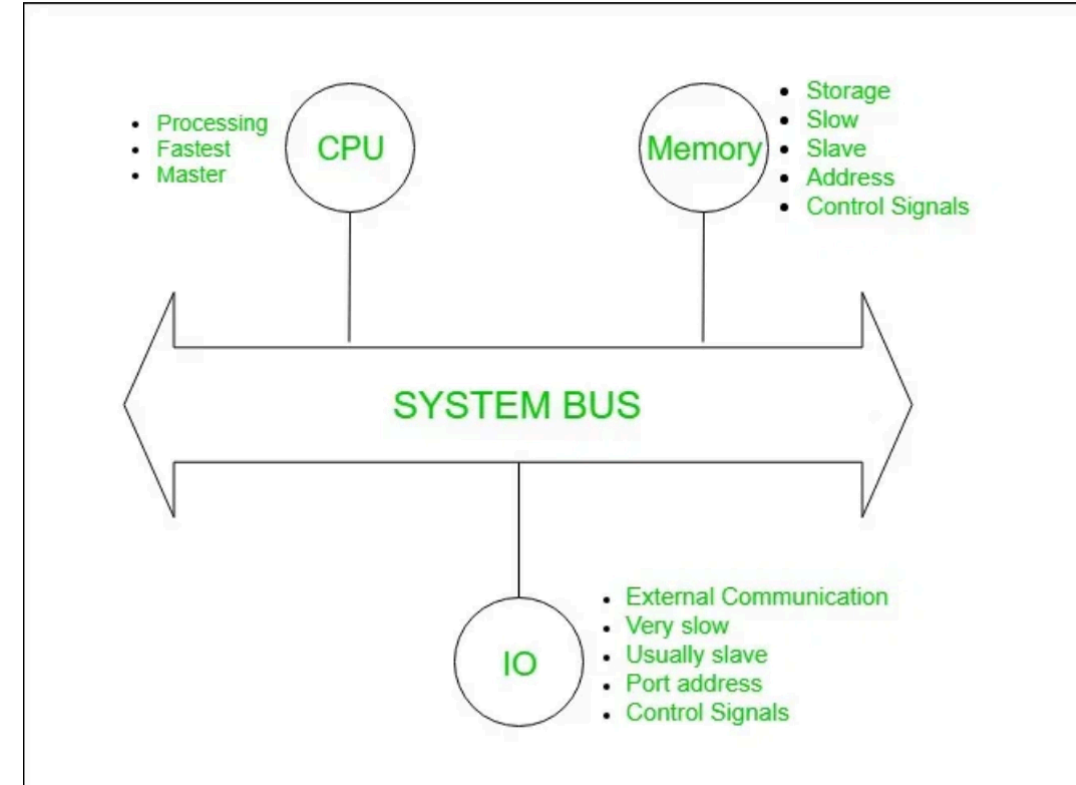 CPU
• Processing
• Fastest
• Master
Memory
• Storage
• Slow
• Slave
• Address
• Control Signals
SYSTEM BUS
IO
• External Communication
• Very slow
• Usually slave
• Port address
• Control Signals